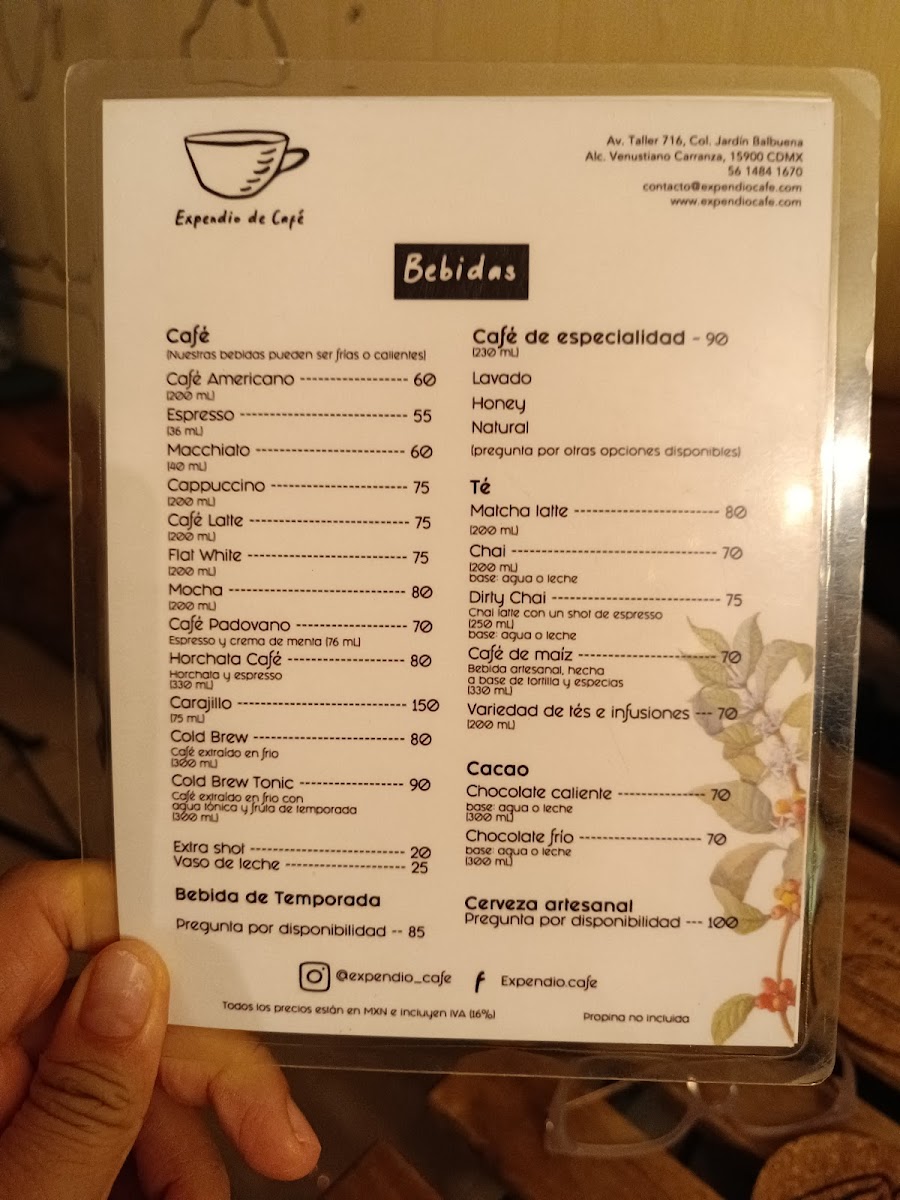 Expendio de Café
Av. Taller 716, Col. Jardín Balbuena
Alc. Venustiano Carranza, 15900 CDMX
56 1484 1670
contacto@expendiocafe.com
www.expendiocafe.com
Bebidas
Café
(Nuestras bebidas pueden ser frías o calientes)
Café Americano ---------------- 60
(200 mL)
Espresso ------------------------- 55
(36 mL)
Macchiato ---------------------- 60
(40 mL)
Cappuccino -------------------- 75
(200 mL)
Café Latte ----------------------- 75
(200 mL)
Flat White ----------------------- 75
(200 mL)
Mocha --------------------------- 80
(200 mL)
Café Padovano ----------------- 70
Espresso y crema de menta (76 mL)
Horchata Café ------------------ 80
Horchata y espresso
(330 mL)
Carajillo ------------------------- 150
(75 mL)
Cold Brew ----------------------- 80
Café extraído en frio
(300 mL)
Cold Brew Tonic --------------- 90
Café extraído en frio con
agua tónica y fruta de temporada
(300 mL)
Extra shot ----------------------- 20
Vaso de leche ------------------ 25
Bebida de Temporada
Pregunta por disponibilidad -- 85
Café de especialidad - 90
(230 mL)
Lavado
Honey
Natural
(pregunta por otras opciones disponibles)
Té
Matcha latte --------------------- 80
(200 mL)
Chai ------------------------------ 70
(200 mL)
base: agua o leche
Dirty Chai ------------------------ 75
Chai latte con un shot de espresso
(250 mL)
base: agua o leche
Café de maíz -------------------- 70
Bebida artesanal, hecha
a base de tortilla y especias
(330 mL)
Variedad de tés e infusiones --- 70
(200 mL)
Cacao
Chocolate caliente ------------- 70
base: agua o leche
(300 mL)
Chocolate frío ------------------ 70
base: agua o leche
(300 mL)
Cerveza artesanal
Pregunta por disponibilidad --- 100
@expendio_cafe
Expendio.cafe
Todos los precios están en MXN e incluyen IVA (16%)
Propina no incluida